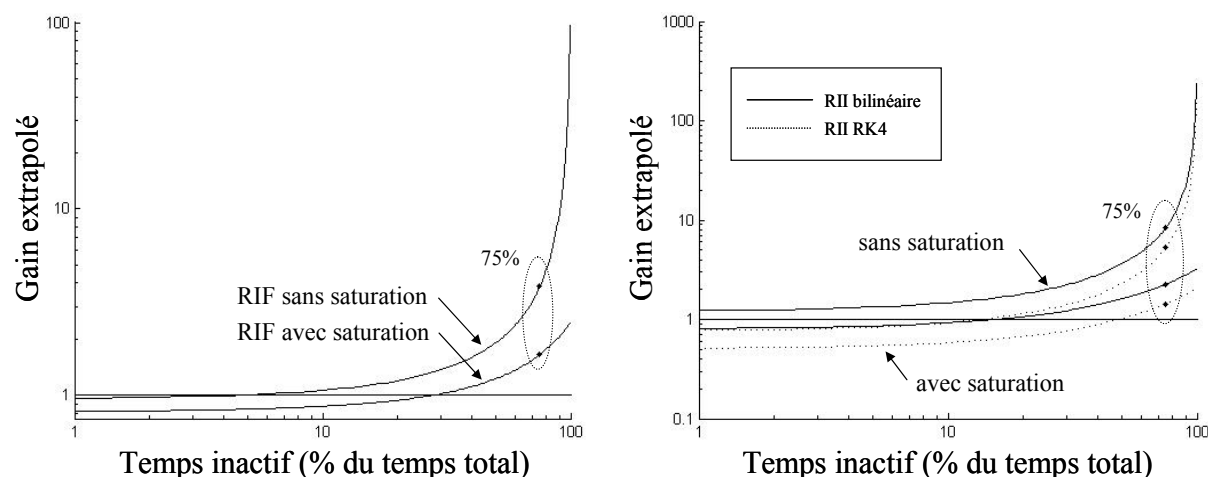 100
10
1
Gain extrapolé
75%
RIF sans saturation
RIF avec saturation
1
10
100
Temps inactif (% du temps total)
1000
100
10
1
0.1
Gain extrapolé
RII bilinéaire
RII RK4
75%
sans saturation
avec saturation
1
10
100
Temps inactif (% du temps total)